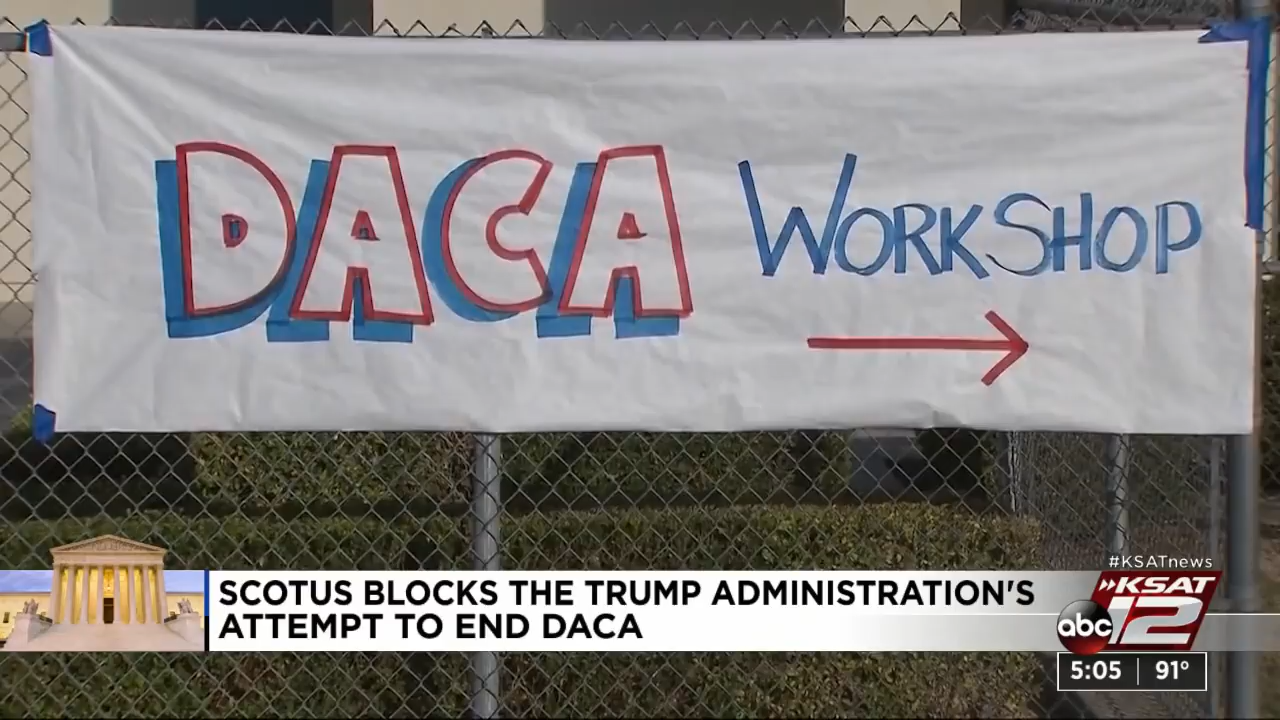 DACA WORKSHOP
#KSATnews
SCOTUS BLOCKS THE TRUMP ADMINISTRATION'S
ATTEMPT TO END DACA
KSAT
abc 12
5:05 91°